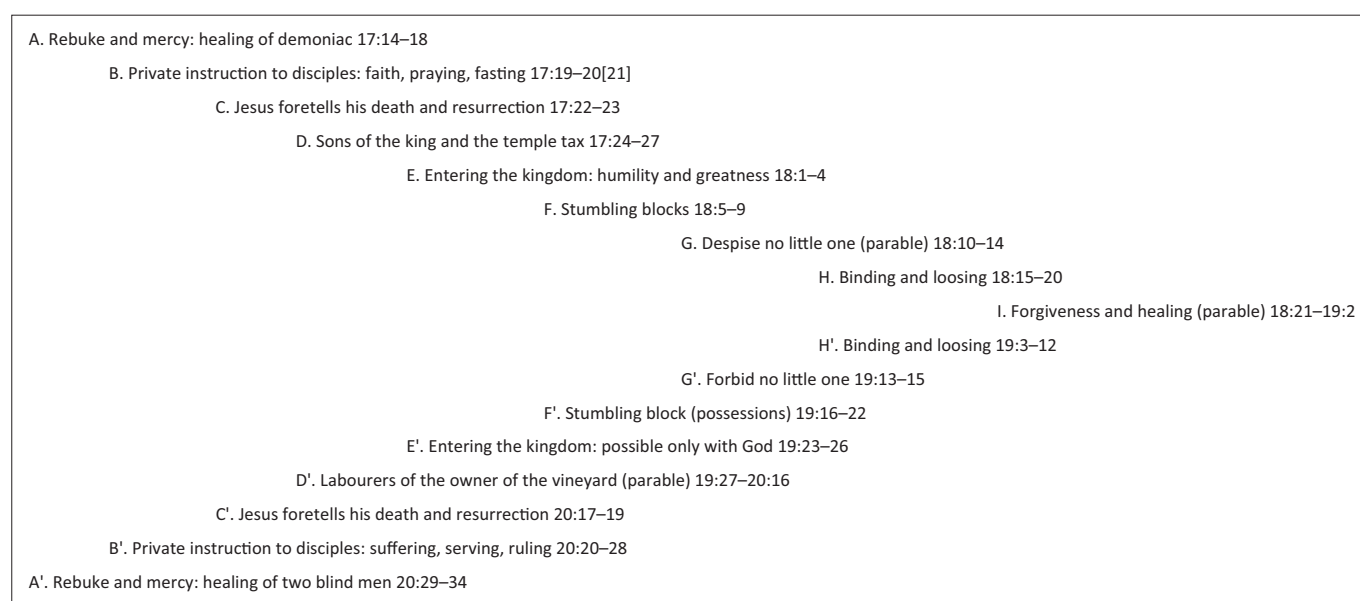 A. Rebuke and mercy: healing of demoniac 17:14–18
B. Private instruction to disciples: faith, praying, fasting 17:19–20[21]
C. Jesus foretells his death and resurrection 17:22–23
D. Sons of the king and the temple tax 17:24–27
E. Entering the kingdom: humility and greatness 18:1–4
F. Stumbling blocks 18:5–9
G. Despise no little one (parable) 18:10–14
H. Binding and loosing 18:15–20
I. Forgiveness and healing (parable) 18:21–19:2
H'. Binding and loosing 19:3–12
G'. Forbid no little one 19:13–15
F'. Stumbling block (possessions) 19:16–22
E'. Entering the kingdom: possible only with God 19:23–26
D'. Labourers of the owner of the vineyard (parable) 19:27–20:16
C'. Jesus foretells his death and resurrection 20:17–19
B'. Private instruction to disciples: suffering, serving, ruling 20:20–28
A'. Rebuke and mercy: healing of two blind men 20:29–34